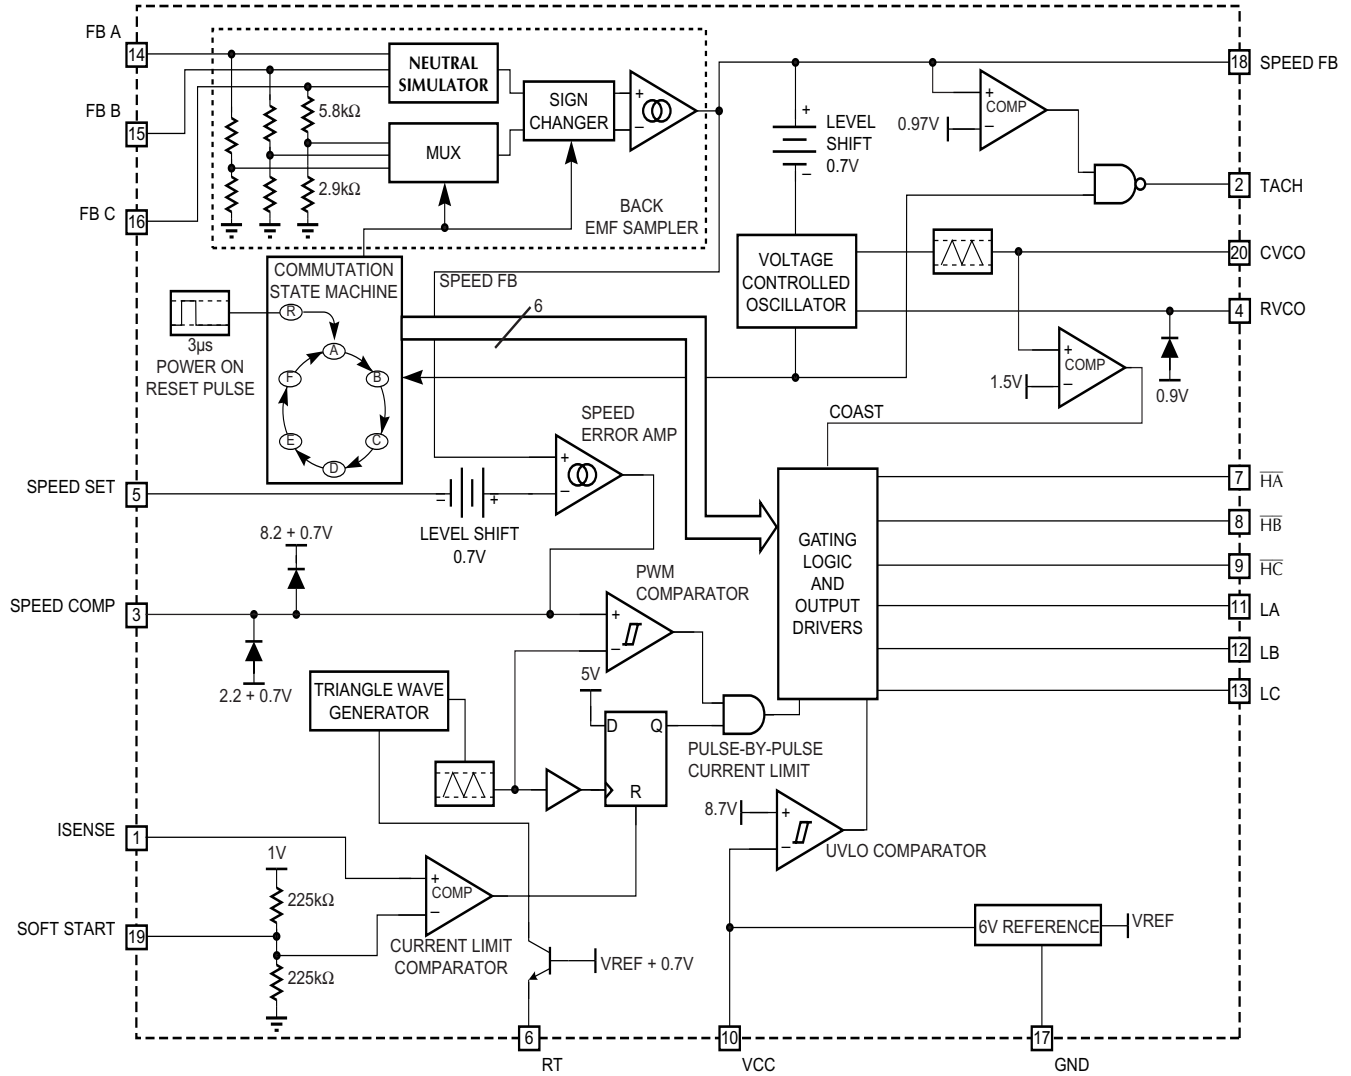 FB A
14
FB B
15
FB C
16
NEUTRAL
SIMULATOR
5.8kΩ
MUX
2.9kΩ
SIGN
CHANGER
+
–
BACK
EMF SAMPLER
+
LEVEL
SHIFT
0.7V
–
+
COMP
0.97V
–
18
SPEED FB
2
TACH
20
CVCO
4
RVCO
VOLTAGE
CONTROLLED
OSCILLATOR
+
COMP
1.5V
–
0.9V
COAST
COMMUTATION
STATE MACHINE
R
A
B
C
D
E
F
3µs
POWER ON
RESET PULSE
SPEED FB
6
SPEED
ERROR AMP
+
–
SPEED SET
5
–
+
LEVEL SHIFT
0.7V
8.2 + 0.7V
SPEED COMP
3
2.2 + 0.7V
PWM
COMPARATOR
+
–
GATING
LOGIC
AND
OUTPUT
DRIVERS
7
HA
8
HB
9
HC
11
LA
12
LB
13
LC
TRIANGLE WAVE
GENERATOR
5V
D
Q
R
PULSE-BY-PULSE
CURRENT LIMIT
8.7V
+
–
UVLO COMPARATOR
ISENSE
1
1V
225kΩ
SOFT START
19
225kΩ
+
COMP
–
CURRENT LIMIT
COMPARATOR
VREF + 0.7V
6V REFERENCE
VREF
6
RT
10
VCC
17
GND